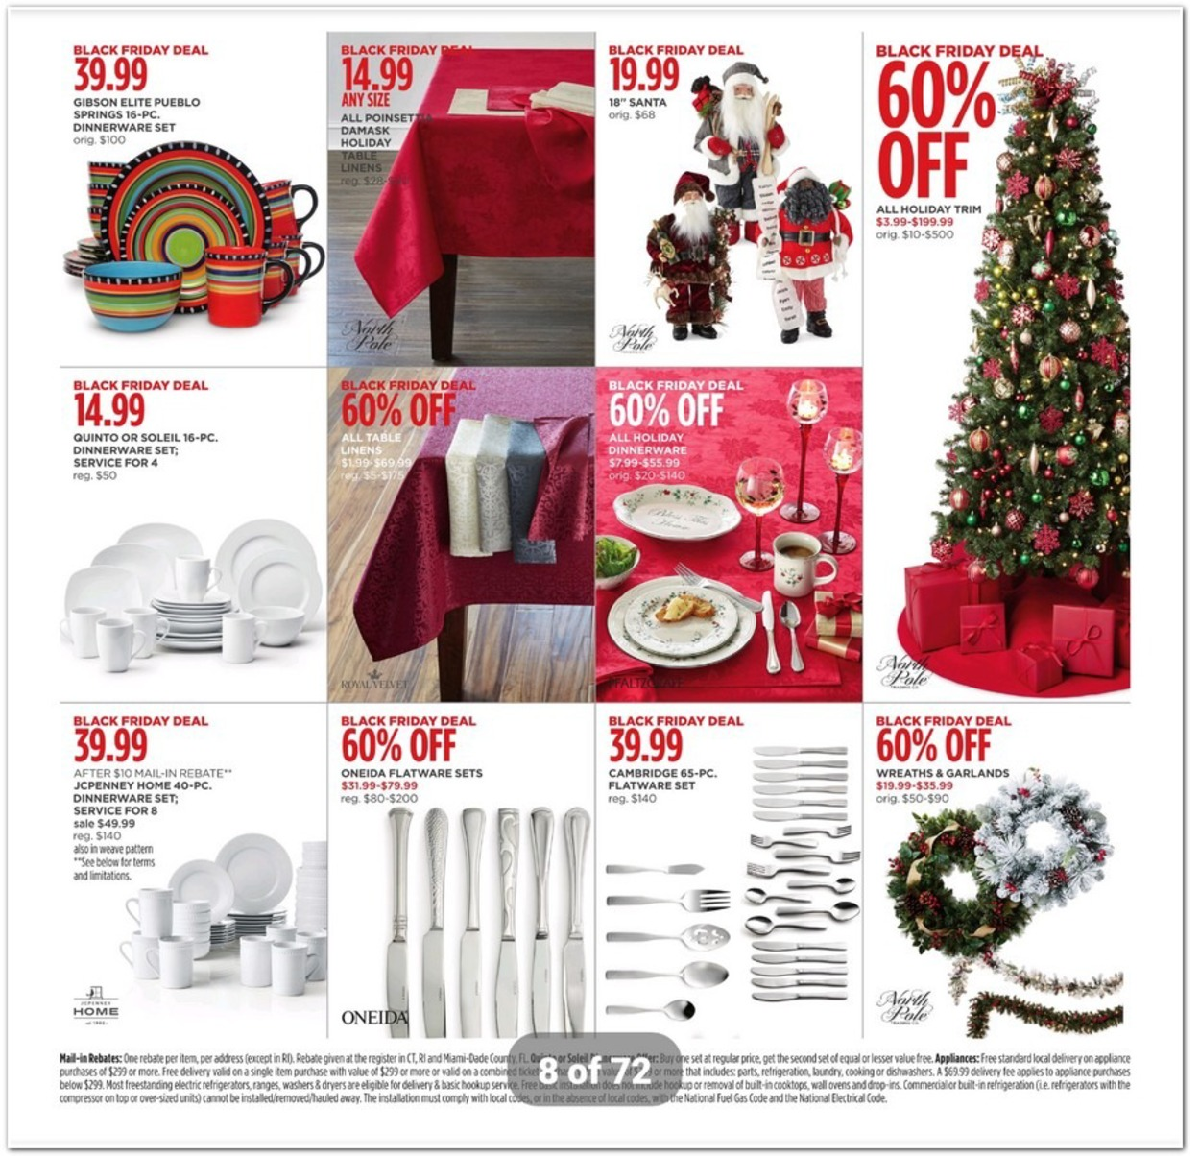 BLACK FRIDAY DEAL
39.99
GIBSON ELITE PUEBLO
SPRINGS 16-PC.
DINNERWARE SET
orig. $100
BLACK FRIDAY DEAL
14.99
ANY SIZE
ALL POINSETTIA
DAMASK
HOLIDAY
TABLE
LINENS
reg. $28-
North
Pole
BLACK FRIDAY DEAL
19.99
18" SANTA
orig. $68
North
Pole
BLACK FRIDAY DEAL
60%
OFF
ALL HOLIDAY TRIM
$3.99-$199.99
orig. $10-$500
North
Pole
BLACK FRIDAY DEAL
14.99
QUINTO OR SOLEIL 16-PC.
DINNERWARE SET;
SERVICE FOR 4
reg. $50
BLACK FRIDAY DEAL
60% OFF
ALL TABLE
LINENS
$1.99-$69.99
reg. $5-$175
ROYAL VELVET
BLACK FRIDAY DEAL
60% OFF
ALL HOLIDAY
DINNERWARE
$7.99-$55.99
orig. $20-$140
Bless This
Home
PFALTZGRAFF
BLACK FRIDAY DEAL
39.99
AFTER $10 MAIL-IN REBATE**
JCPENNEY HOME 40-PC.
DINNERWARE SET;
SERVICE FOR 8
sale $49.99
reg. $140
also in weave pattern
**See below for terms
and limitations.
JCPENNEY
HOME
BLACK FRIDAY DEAL
60% OFF
ONEIDA FLATWARE SETS
$31.99-$79.99
reg. $80-$200
ONEIDA
BLACK FRIDAY DEAL
39.99
CAMBRIDGE 65-PC.
FLATWARE SET
reg. $140
BLACK FRIDAY DEAL
60% OFF
WREATHS & GARLANDS
$19.99-$35.99
orig. $50-$90
North
Pole
Mail-in Rebates: One rebate per item, per address (except in RI). Rebate given at the register in CT, RI and Miami-Dade County, FL. Quinto or Soleil Offer: Buy one set at regular price, get the second set of equal or lesser value free. Appliances: Free standard local delivery on appliance
purchases of $299 or more. Free delivery valid on a single item purchase with value of $299 or more or valid on a combined or more that includes: parts, refrigeration, laundry, cooking or dishwashers. A $69.99 delivery fee applies to appliance purchases
below $299. Most freestanding electric refrigerators, ranges, washers & dryers are eligible for delivery & basic hookup service. Free basic installation does not include hookup or removal of built-in cooktops, wall ovens and drop-ins. Commercial or built-in refrigeration (i.e. refrigerators with the
compressor on top or over-sized units) cannot be installed/removed/hauled away. The installation must comply with local codes, or in the absence of local codes, with the National Fuel Gas Code and the National Electrical Code.
8 of 72